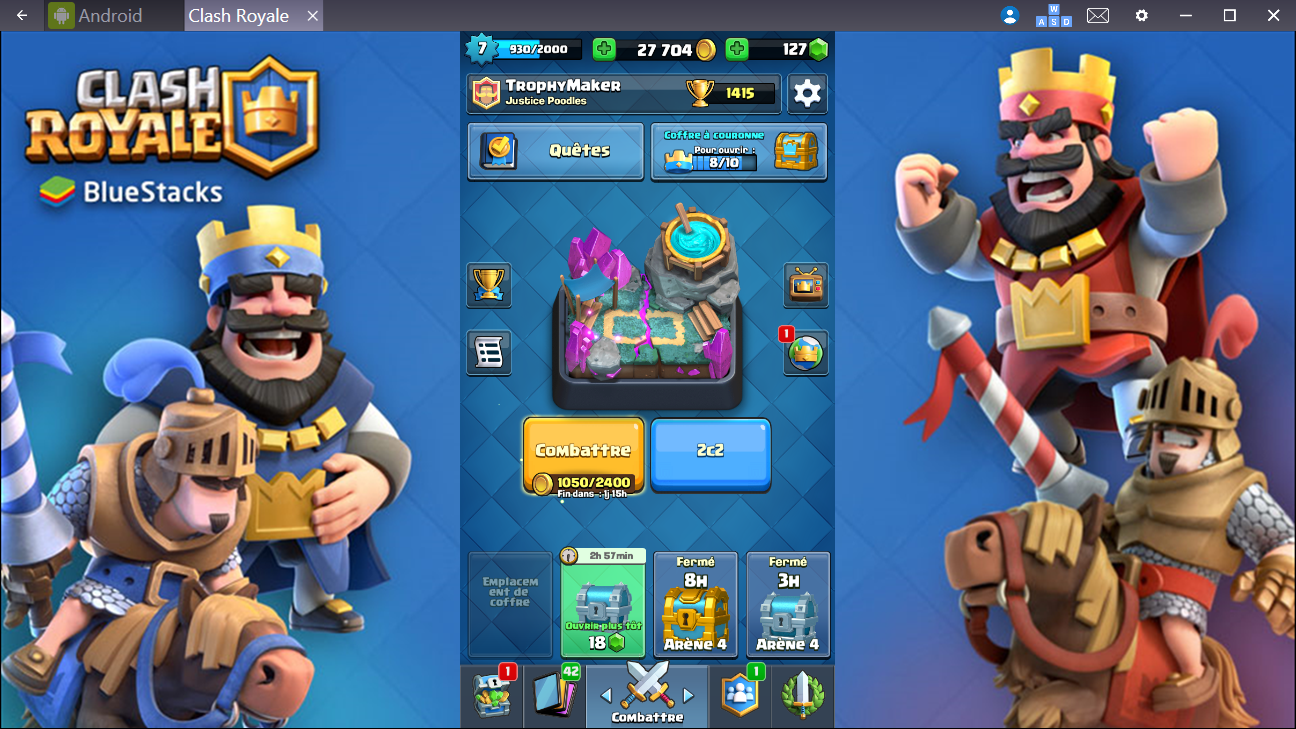 Android
Clash Royale
W
A S D
CLASH
ROYALE
BlueStacks
7
930/2000
27 704
127
TrophyMaker
Justice Poodles
1415
Quêtes
Coffre à couronne
Pour ouvrir :
8/10
1
Combattre
1050/2400
Fin dans : 1j 15h
2c2
Emplacem
ent de
coffre
2h 57min
Ouvrir plus tôt
18
Fermé
8H
Arène 4
Fermé
3H
Arène 4
1
42
Combattre
1